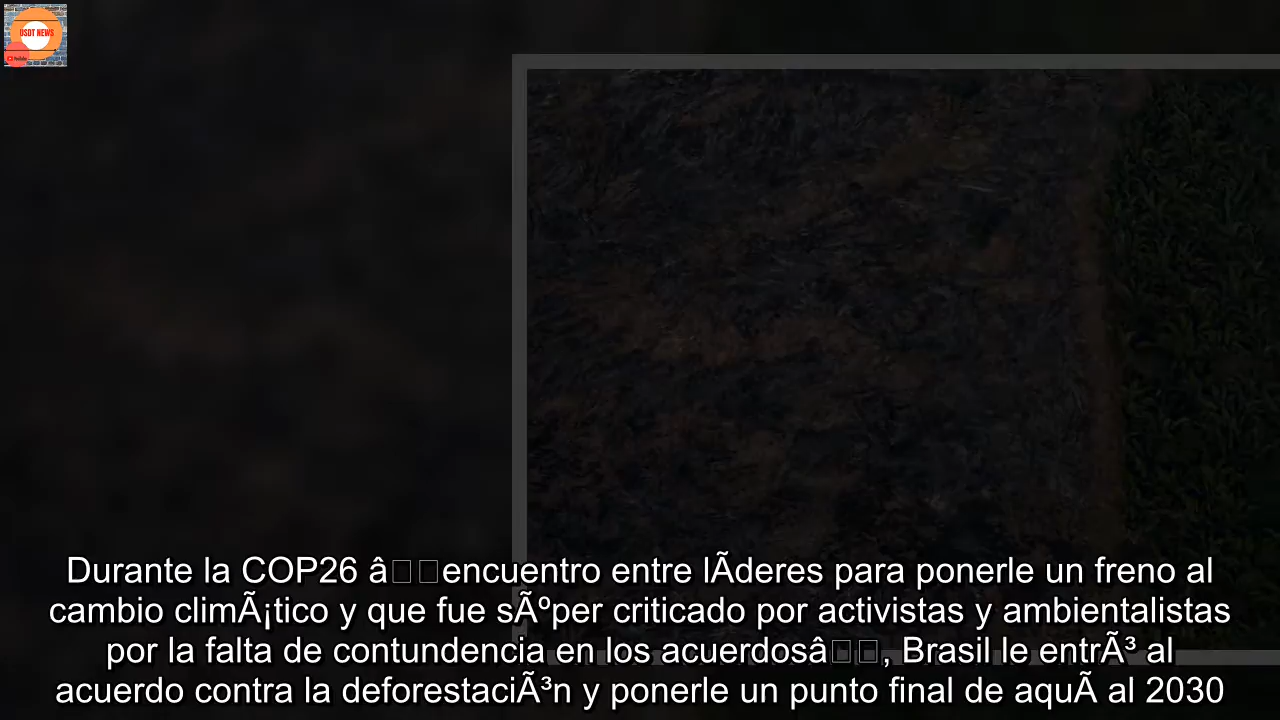 USDT NEWS
Durante la COP26 â□□encuentro entre lÃderes para ponerle un freno al
cambio climÃ¡tico y que fue sÃºper criticado por activistas y ambientalistas
por la falta de contundencia en los acuerdosâ□□, Brasil le entrÃ³ al
acuerdo contra la deforestaciÃ³n y ponerle un punto final de aquÃ al 2030